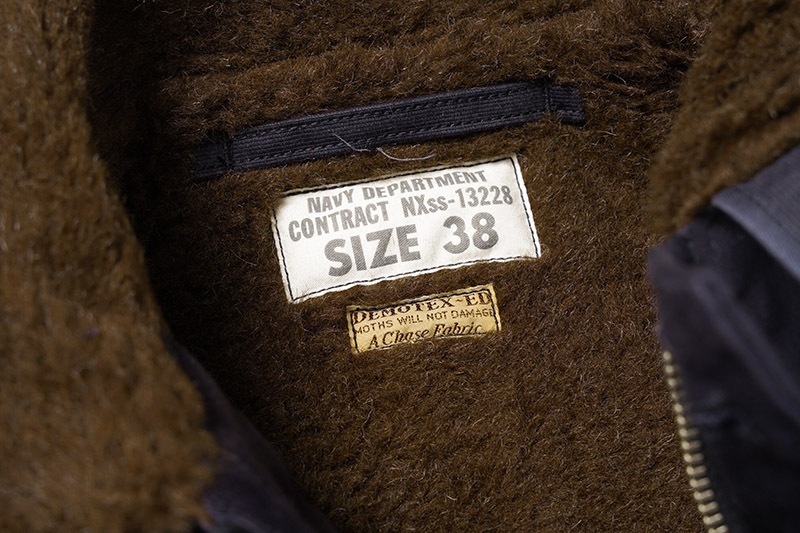 NAVY DEPARTMENT
CONTRACT NXss-13228
SIZE 38
DEMOTEX~ED
MOTHS WILL NOT DAMAGE
A Chase Fabric